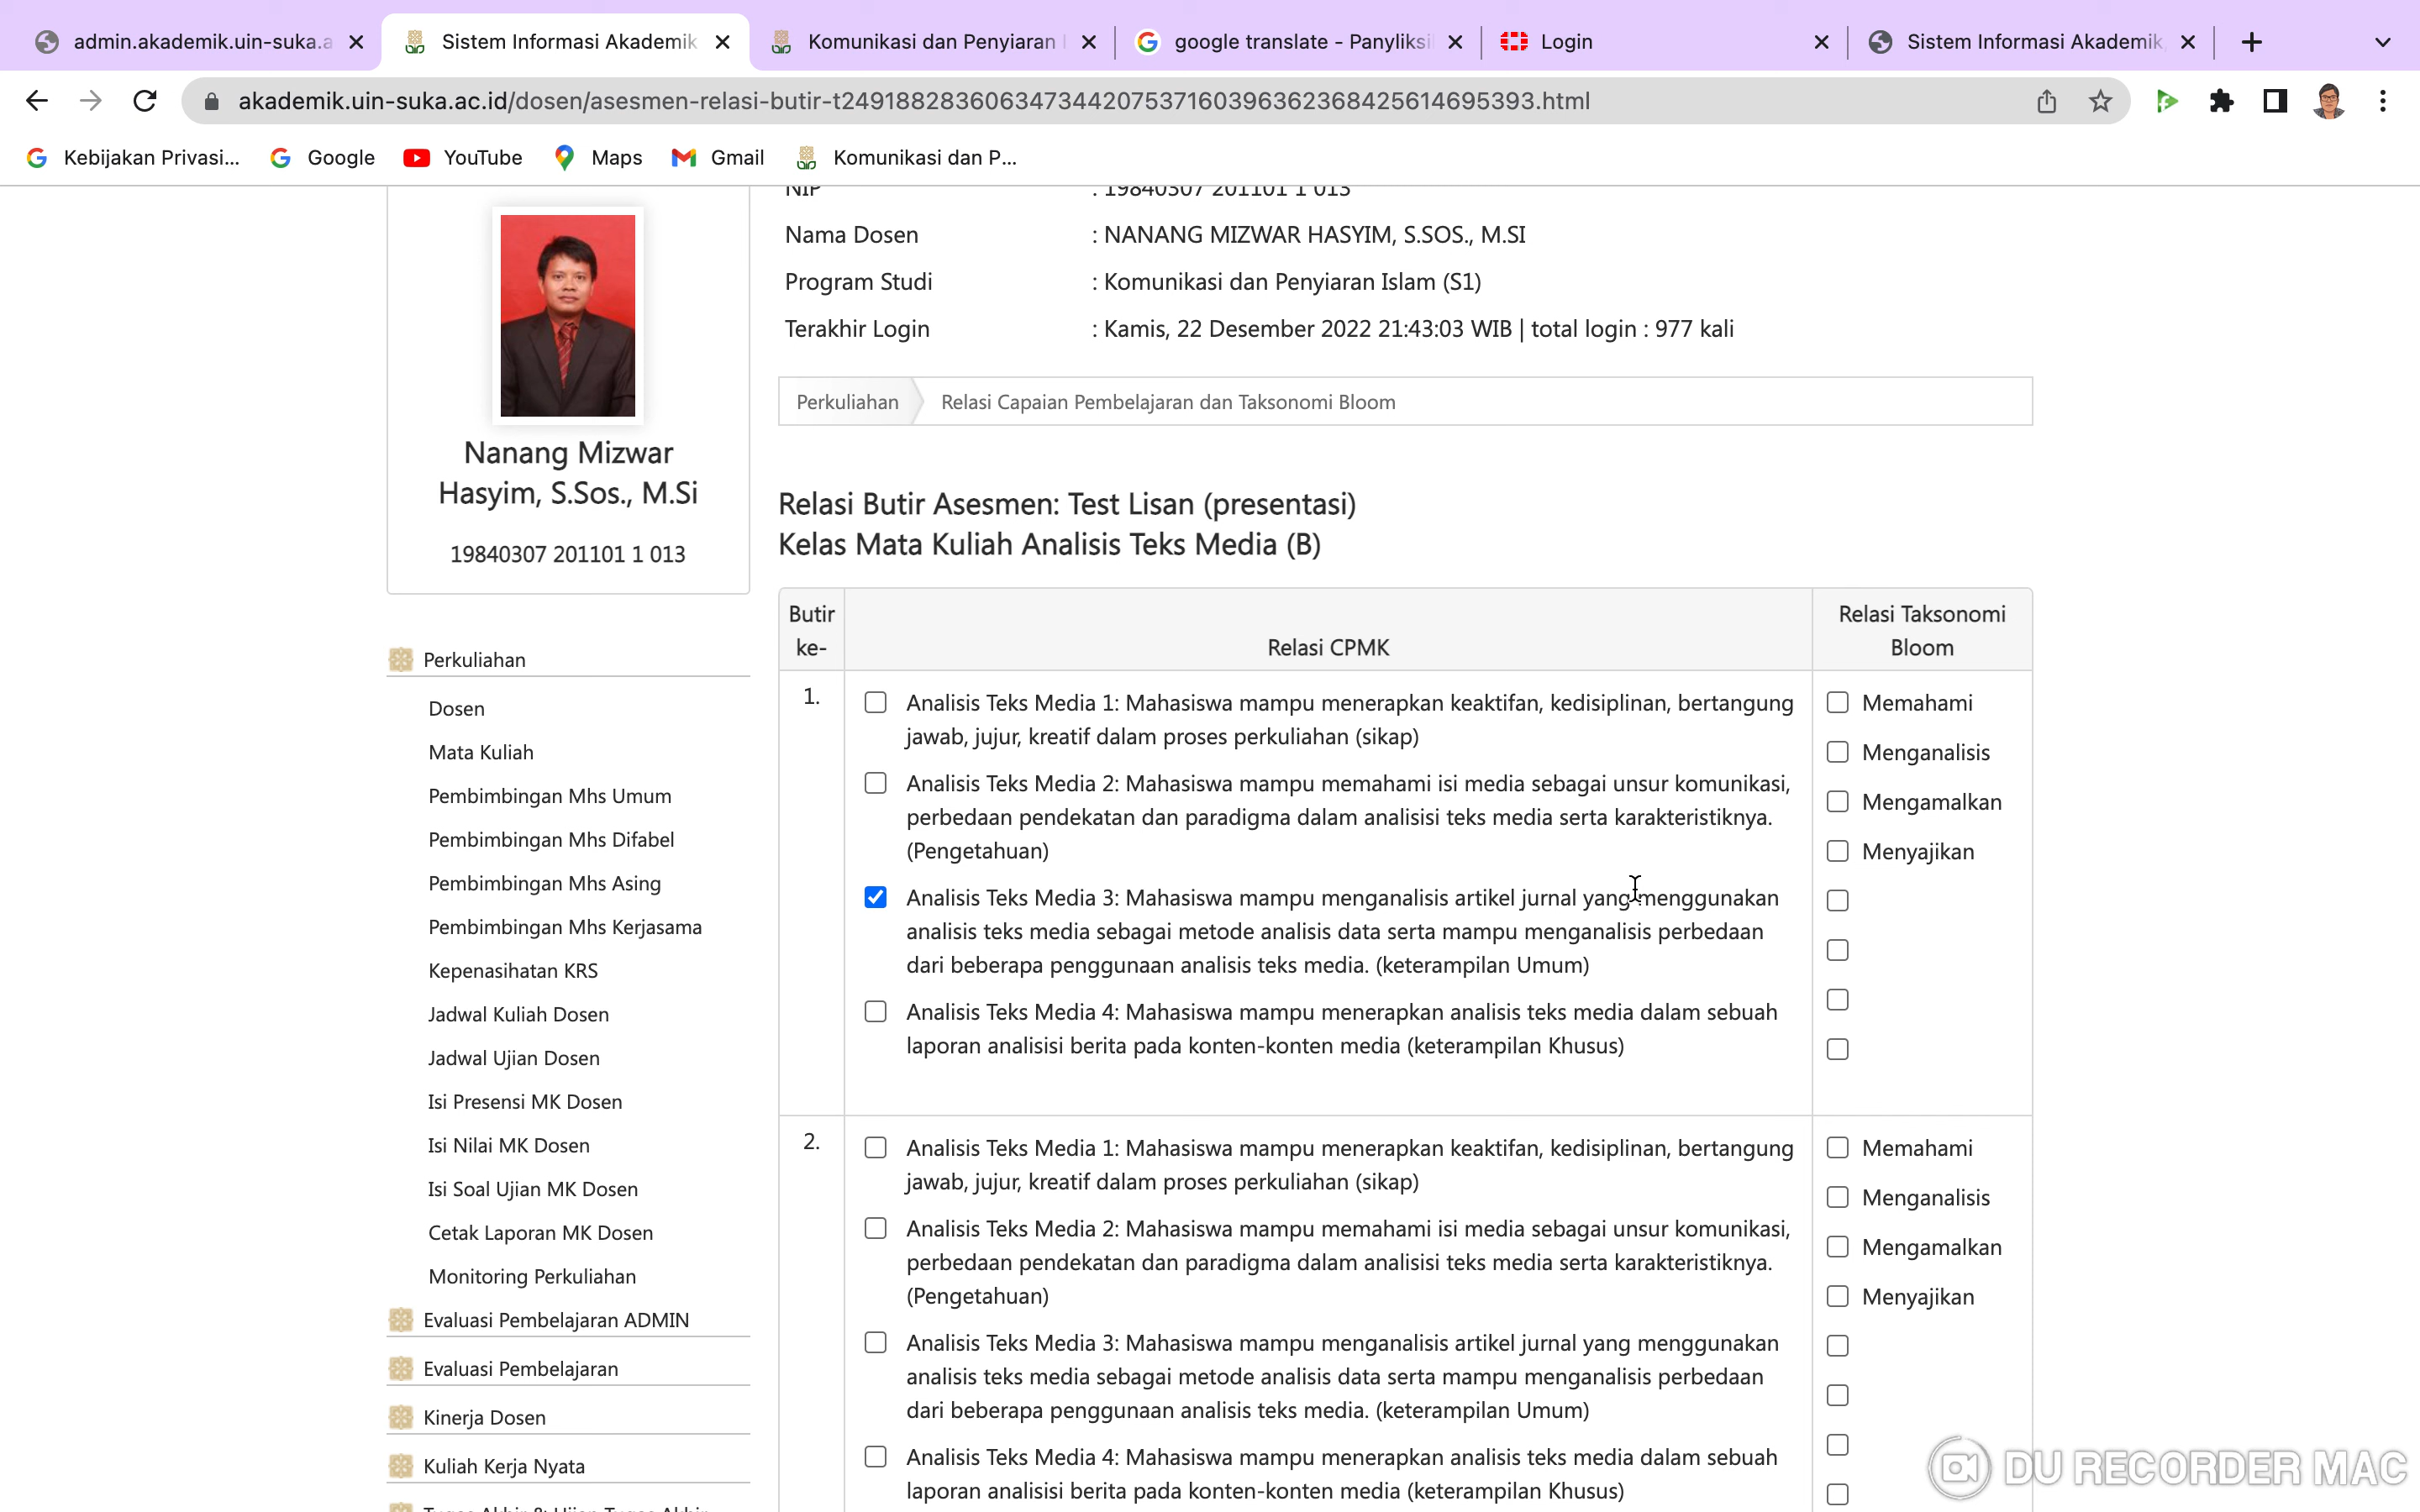 admin.akademik.uin-suka.a
Sistem Informasi Akademik
Komunikasi dan Penyiaran
google translate - Panyliksi
Login
Sistem Informasi Akademik
akademik.uin-suka.ac.id/dosen/asesmen-relasi-butir-t249188283606347344207537160396362368425614695393.html
Kebijakan Privasi...
Google
YouTube
Maps
Gmail
Komunikasi dan P...
NIP : 19840307 201101 1 013
Nama Dosen : NANANG MIZWAR HASYIM, S.SOS., M.SI
Program Studi : Komunikasi dan Penyiaran Islam (S1)
Terakhir Login : Kamis, 22 Desember 2022 21:43:03 WIB | total login : 977 kali
Nanang Mizwar
Hasyim, S.Sos., M.Si
19840307 201101 1 013
Perkuliahan
Dosen
Mata Kuliah
Pembimbingan Mhs Umum
Pembimbingan Mhs Difabel
Pembimbingan Mhs Asing
Pembimbingan Mhs Kerjasama
Kepenasihatan KRS
Jadwal Kuliah Dosen
Jadwal Ujian Dosen
Isi Presensi MK Dosen
Isi Nilai MK Dosen
Isi Soal Ujian MK Dosen
Cetak Laporan MK Dosen
Monitoring Perkuliahan
Evaluasi Pembelajaran ADMIN
Evaluasi Pembelajaran
Kinerja Dosen
Kuliah Kerja Nyata
Perkuliahan
Relasi Capaian Pembelajaran dan Taksonomi Bloom
Relasi Butir Asesmen: Test Lisan (presentasi)
Kelas Mata Kuliah Analisis Teks Media (B)
Butir
ke-
Relasi CPMK
Relasi Taksonomi
Bloom
1.
Analisis Teks Media 1: Mahasiswa mampu menerapkan keaktifan, kedisiplinan, bertangung
jawab, jujur, kreatif dalam proses perkuliahan (sikap)
Analisis Teks Media 2: Mahasiswa mampu memahami isi media sebagai unsur komunikasi,
perbedaan pendekatan dan paradigma dalam analisisi teks media serta karakteristiknya.
(Pengetahuan)
Analisis Teks Media 3: Mahasiswa mampu menganalisis artikel jurnal yang menggunakan
analisis teks media sebagai metode analisis data serta mampu menganalisis perbedaan
dari beberapa penggunaan analisis teks media. (keterampilan Umum)
Analisis Teks Media 4: Mahasiswa mampu menerapkan analisis teks media dalam sebuah
laporan analisisi berita pada konten-konten media (keterampilan Khusus)
Memahami
Menganalisis
Mengamalkan
Menyajikan
2.
Analisis Teks Media 1: Mahasiswa mampu menerapkan keaktifan, kedisiplinan, bertangung
jawab, jujur, kreatif dalam proses perkuliahan (sikap)
Analisis Teks Media 2: Mahasiswa mampu memahami isi media sebagai unsur komunikasi,
perbedaan pendekatan dan paradigma dalam analisisi teks media serta karakteristiknya.
(Pengetahuan)
Analisis Teks Media 3: Mahasiswa mampu menganalisis artikel jurnal yang menggunakan
analisis teks media sebagai metode analisis data serta mampu menganalisis perbedaan
dari beberapa penggunaan analisis teks media. (keterampilan Umum)
Analisis Teks Media 4: Mahasiswa mampu menerapkan analisis teks media dalam sebuah
laporan analisisi berita pada konten-konten media (keterampilan Khusus)
Memahami
Menganalisis
Mengamalkan
Menyajikan
DU RECORDER MAC